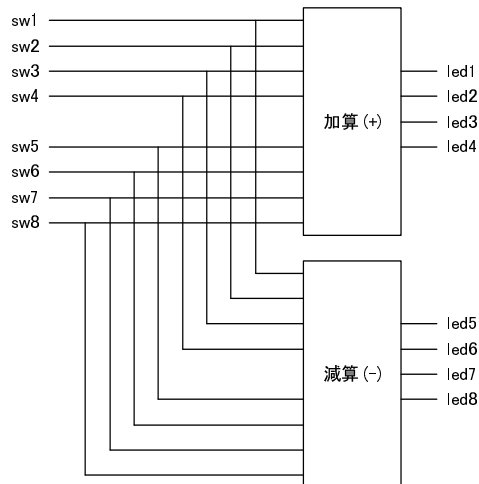 sw1
sw2
sw3
sw4
sw5
sw6
sw7
sw8
加算(+)
led1
led2
led3
led4
減算(-)
led5
led6
led7
led8